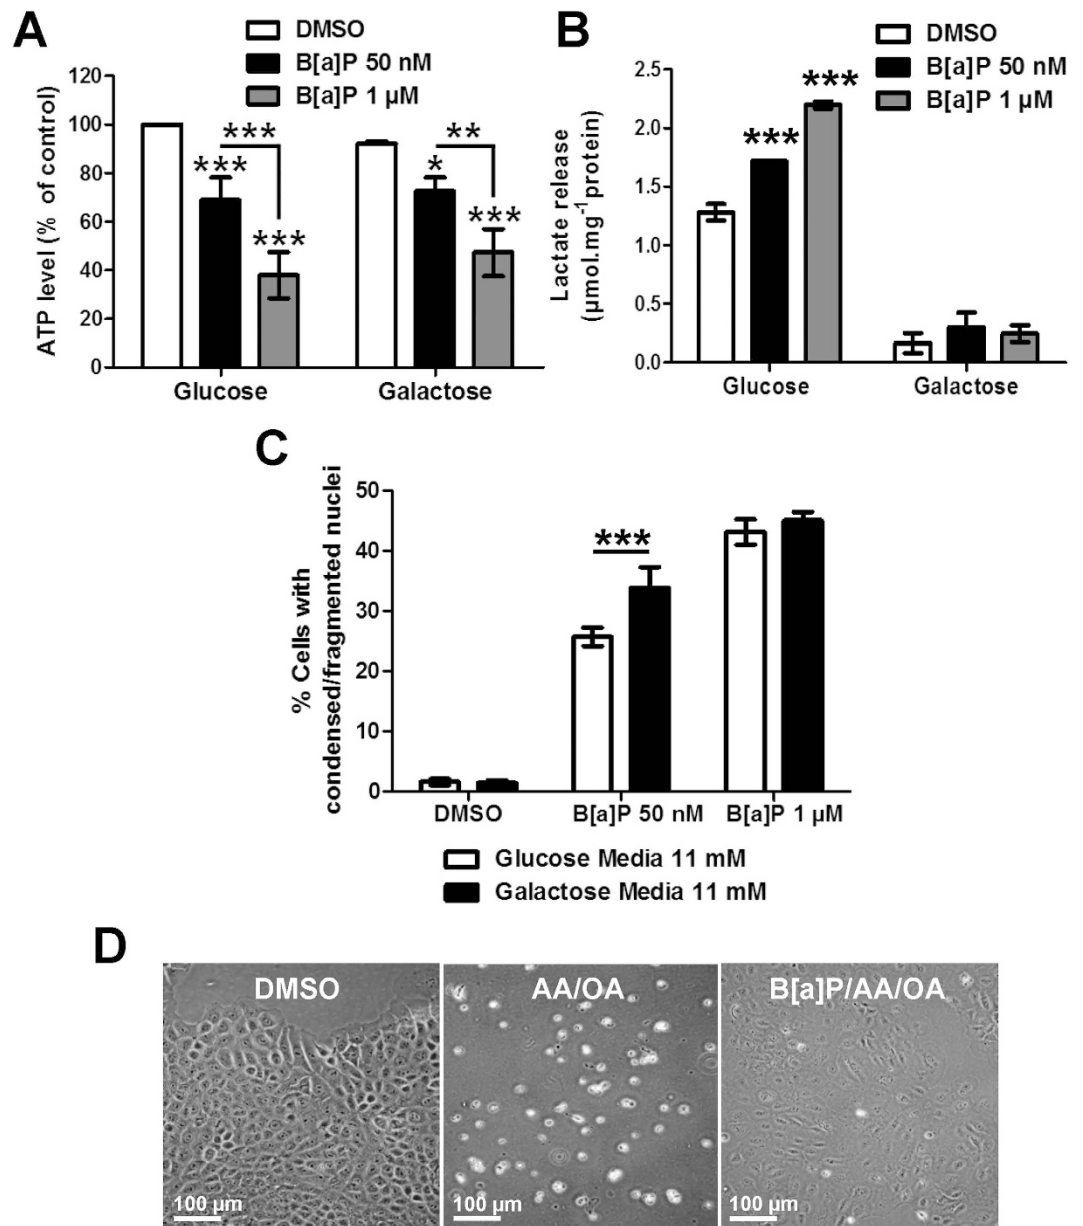 A
DMSO
B[a]P 50 nM
B[a]P 1 µM
ATP level (% of control)
120
100
80
60
40
20
0
***
***
***
*
**
***
Glucose
Galactose
B
DMSO
B[a]P 50 nM
B[a]P 1 µM
Lactate release
(µmol.mg-1protein)
2.5
2.0
1.5
1.0
0.5
0.0
***
***
Glucose
Galactose
C
% Cells with
condensed/fragmented nuclei
50
40
30
20
10
0
***
DMSO
B[a]P 50 nM
B[a]P 1 µM
Glucose Media 11 mM
Galactose Media 11 mM
D
DMSO
100 µm
AA/OA
100 µm
B[a]P/AA/OA
100 µm